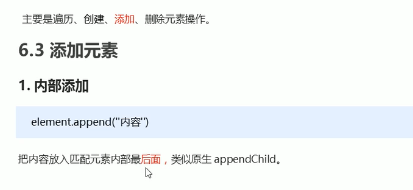 主要是遍历、创建、添加、删除元素操作。
6.3 添加元素
1. 内部添加
element.append("内容")
把内容放入匹配元素内部最后面，类似原生 appendChild。